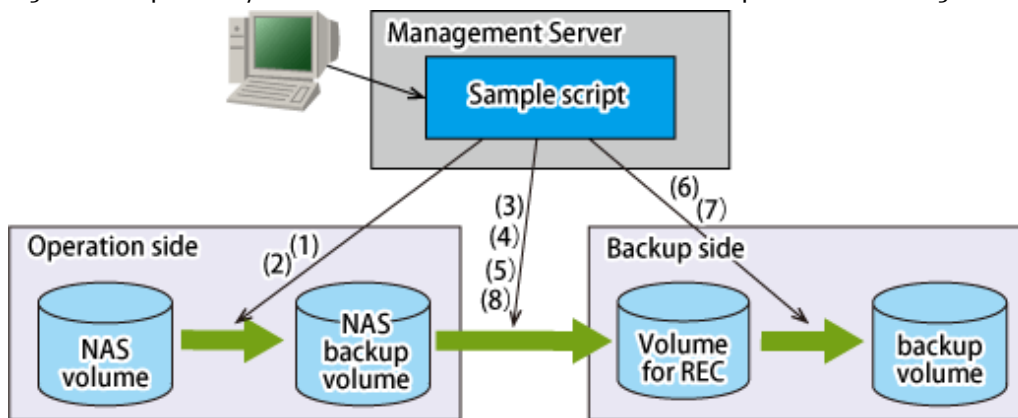 Management Server
Sample script
(6)
(7)
(3)
(4)
(5)
(8)
Operation side
(1)
(2)
Backup side
NAS
volume
NAS
backup
volume
Volume
for REC
backup
volume